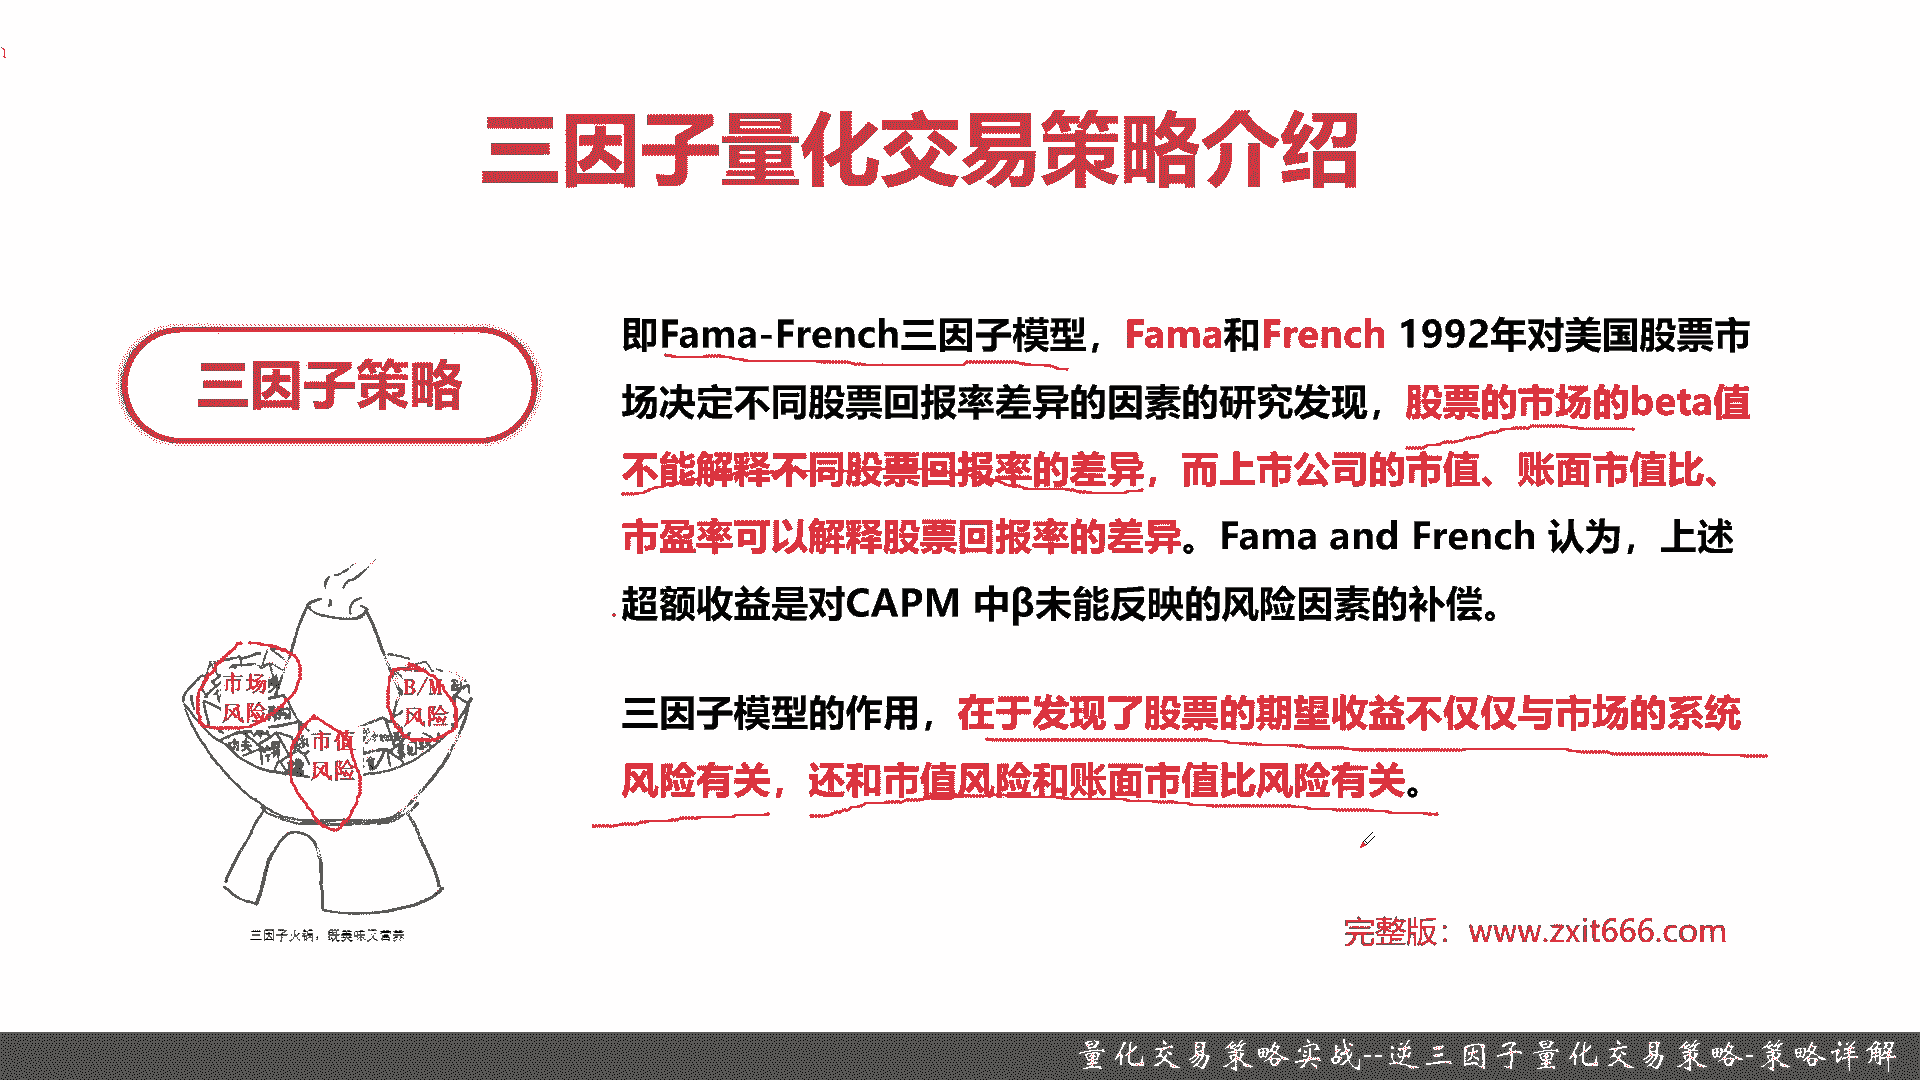 三因子量化交易策略介绍
三因子策略
即Fama-French三因子模型，Fama和French 1992年对美国股票市
场决定不同股票回报率差异的因素的研究发现，股票的市场的beta值
不能解释不同股票回报率的差异，而上市公司的市值、账面市值比、
市盈率可以解释股票回报率的差异。Fama and French 认为，上述
超额收益是对CAPM 中β未能反映的风险因素的补偿。
三因子模型的作用，在于发现了股票的期望收益不仅仅与市场的系统
风险有关，还和市值风险和账面市值比风险有关。
市场
风险
B/M
风险
市值
风险
三因子火锅，既美味又营养
完整版：www.zxit666.com
量化交易策略实战--逆三因子量化交易策略-策略详解